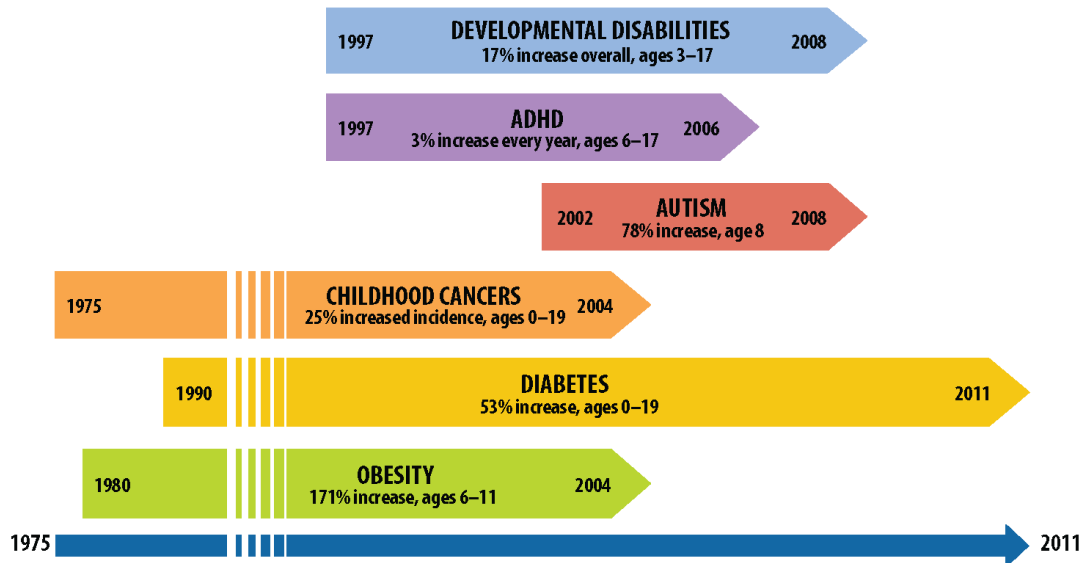 DEVELOPMENTAL DISABILITIES
1997
2008
17% increase overall, ages 3–17
ADHD
1997
2006
3% increase every year, ages 6–17
AUTISM
2002
2008
78% increase, age 8
CHILDHOOD CANCERS
1975
2004
25% increased incidence, ages 0–19
DIABETES
1990
2011
53% increase, ages 0–19
OBESITY
1980
2004
171% increase, ages 6–11
1975
2011